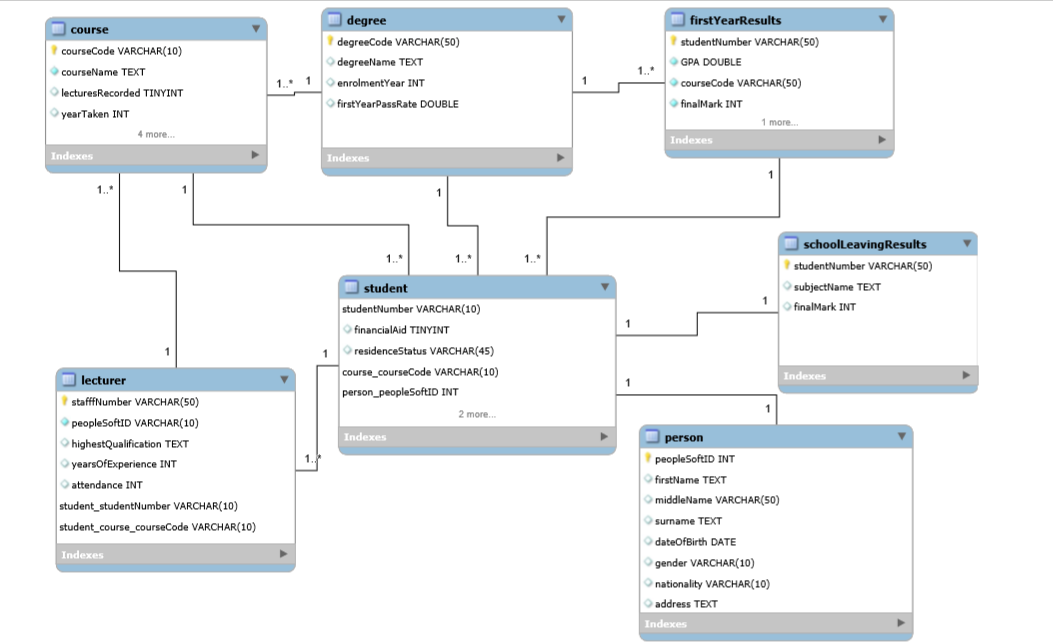 course
courseCode VARCHAR(10)
courseName TEXT
lecturesRecorded TINYINT
yearTaken INT
4 more...
Indexes
1..*
1
degree
degreeCode VARCHAR(50)
degreeName TEXT
enrolmentYear INT
firstYearPassRate DOUBLE
Indexes
1
1..*
firstYearResults
studentNumber VARCHAR(50)
GPA DOUBLE
courseCode VARCHAR(50)
finalMark INT
1 more...
Indexes
1..*
1
1
1
1..*
1..*
1..*
schoolLeavingResults
studentNumber VARCHAR(50)
subjectName TEXT
finalMark INT
Indexes
student
studentNumber VARCHAR(10)
financialAid TINYINT
residenceStatus VARCHAR(45)
course_courseCode VARCHAR(10)
person_peopleSoftID INT
2 more...
Indexes
1
1
1
1
1
1
1..*
lecturer
stafffNumber VARCHAR(50)
peopleSoftID VARCHAR(10)
highestQualification TEXT
yearsOfExperience INT
attendance INT
student_studentNumber VARCHAR(10)
student_course_courseCode VARCHAR(10)
Indexes
person
peopleSoftID INT
firstName TEXT
middleName VARCHAR(50)
surname TEXT
dateOfBirth DATE
gender VARCHAR(10)
nationality VARCHAR(10)
address TEXT
Indexes